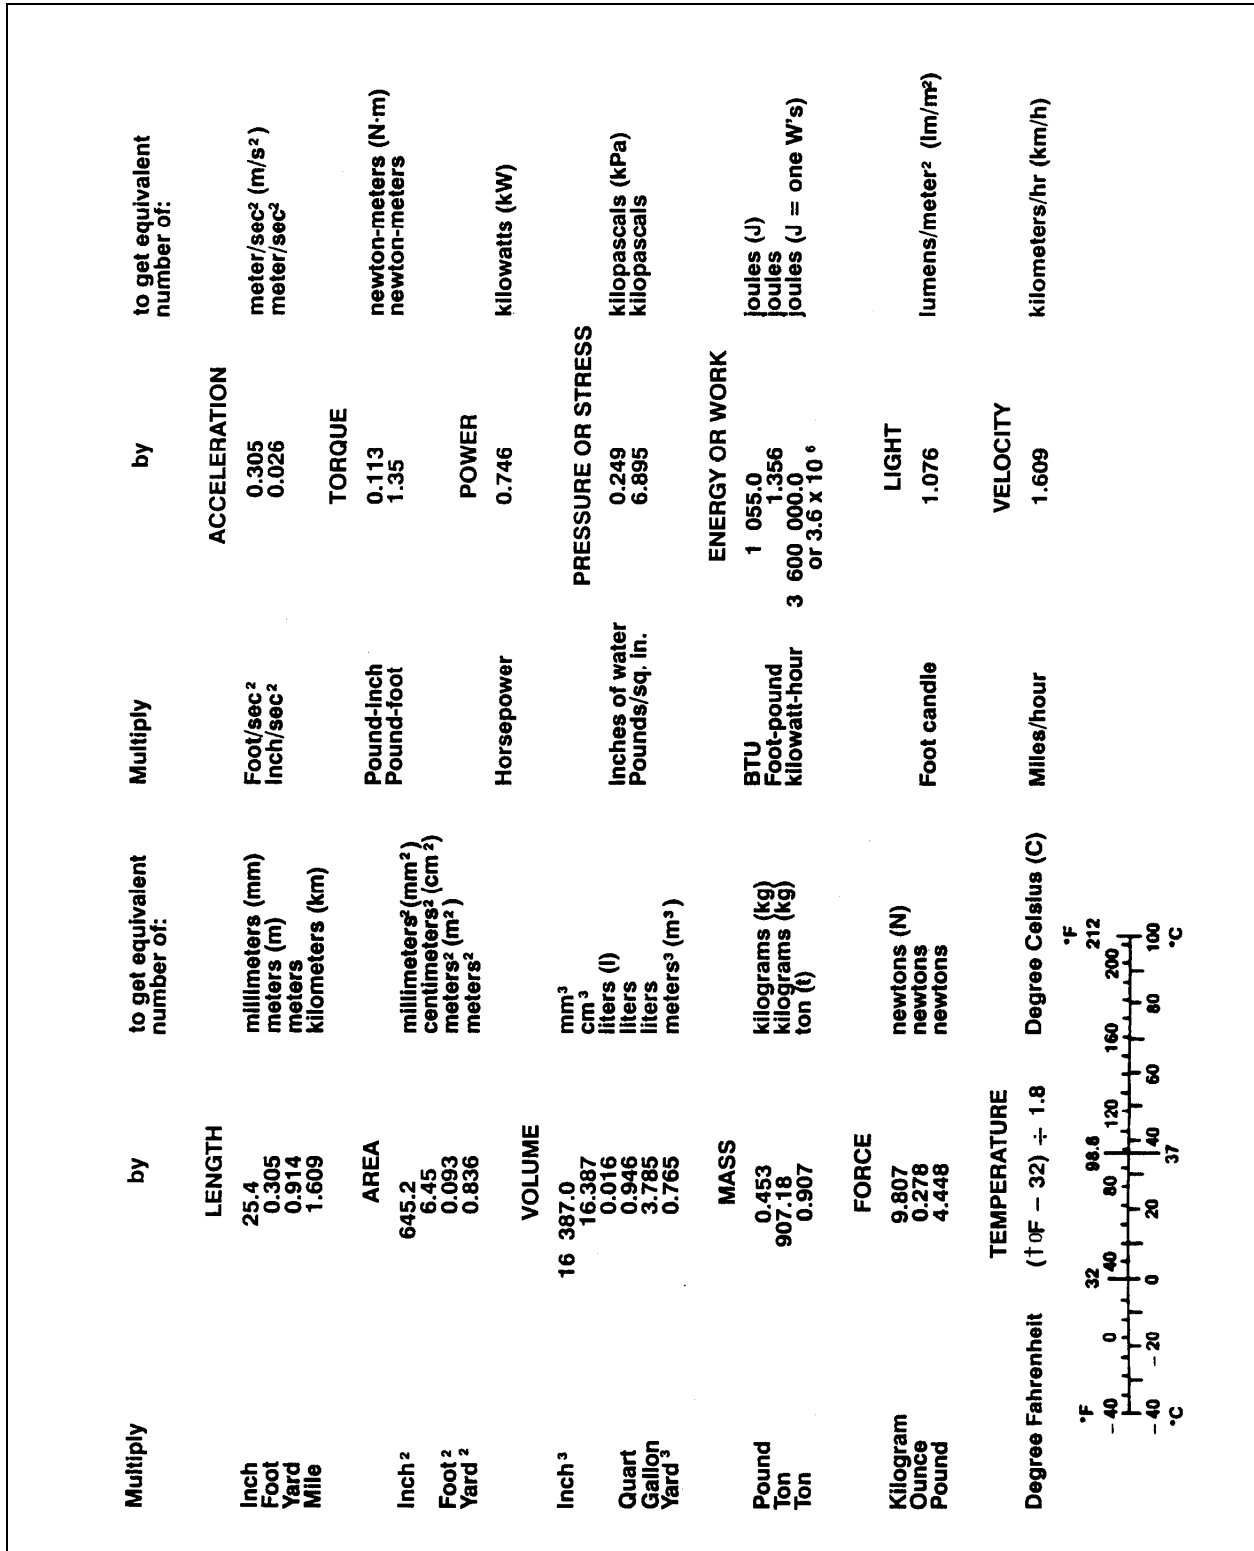 Multiply by to get equivalent number of:
LENGTH
Inch 25.4 millimeters (mm)
Foot 0.305 meters (m)
Yard 0.914 meters
Mile 1.609 kilometers (km)
AREA
Inch² 645.2 millimeters² (mm²)
6.45 centimeters² (cm²)
Foot² 0.093 meters² (m²)
Yard² 0.836 meters²
VOLUME
Inch³ 16 387.0 mm³
16.387 cm³
0.016 liters (l)
Quart 0.946 liters
Gallon 3.785 liters
Yard³ 0.765 meters³ (m³)
MASS
Pound 0.453 kilograms (kg)
Ton 907.18 kilograms (kg)
Ton 0.907 ton (t)
FORCE
Kilogram 9.807 newtons (N)
Ounce 0.278 newtons
Pound 4.448 newtons
TEMPERATURE
Degree Fahrenheit (†oF − 32) ÷ 1.8 Degree Celsius (C)
°F 32 98.6 °F
− 40 0 40 80 120 160 200 212
− 40 − 20 0 20 40 60 80 100
°C 37 °C
Multiply by to get equivalent number of:
ACCELERATION
Foot/sec² 0.305 meter/sec² (m/s²)
Inch/sec² 0.026 meter/sec²
TORQUE
Pound-inch 0.113 newton-meters (N·m)
Pound-foot 1.35 newton-meters
POWER
Horsepower 0.746 kilowatts (kW)
PRESSURE OR STRESS
Inches of water 0.249 kilopascals (kPa)
Pounds/sq. in. 6.895 kilopascals
ENERGY OR WORK
BTU 1 055.0 joules (J)
Foot-pound 1.356 joules
kilowatt-hour 3 600 000.0 joules (J = one W's)
or 3.6 x 10⁶
LIGHT
Foot candle 1.076 lumens/meter² (lm/m²)
VELOCITY
Miles/hour 1.609 kilometers/hr (km/h)